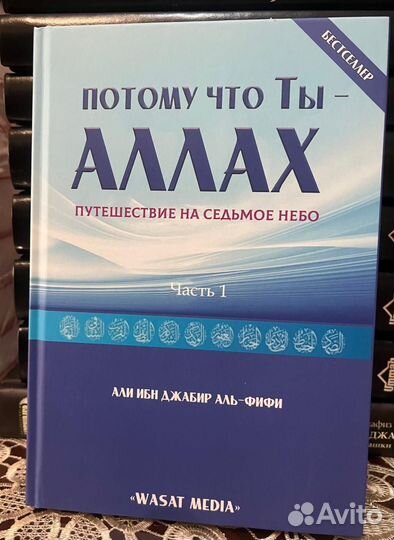 БЕСТСЕЛЛЕР
ПОТОМУ ЧТО ТЫ –
АЛЛАХ
ПУТЕШЕСТВИЕ НА СЕДЬМОЕ НЕБО
Часть 1
АЛИ ИБН ДЖАБИР АЛЬ-ФИФИ
«WASAT MEDIA»
Avito